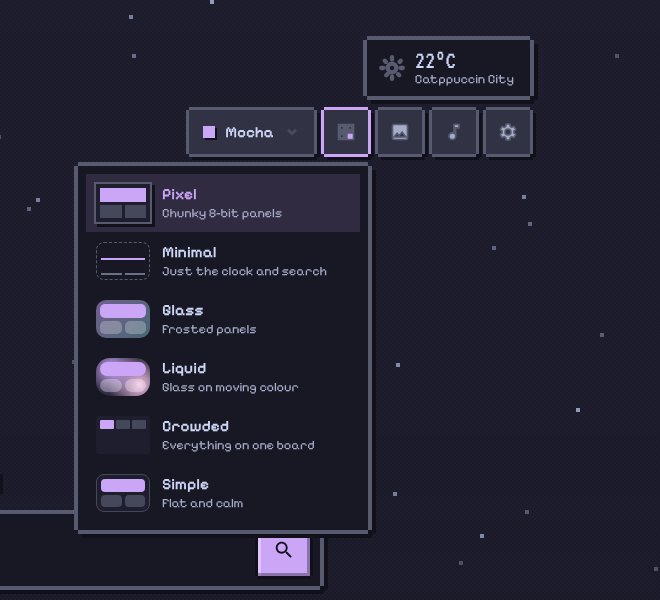 22°C
Catppuccin City
Mocha
Pixel
Chunky 8-bit panels
Minimal
Just the clock and search
Glass
Frosted panels
Liquid
Glass on moving colour
Crowded
Everything on one board
Simple
Flat and calm